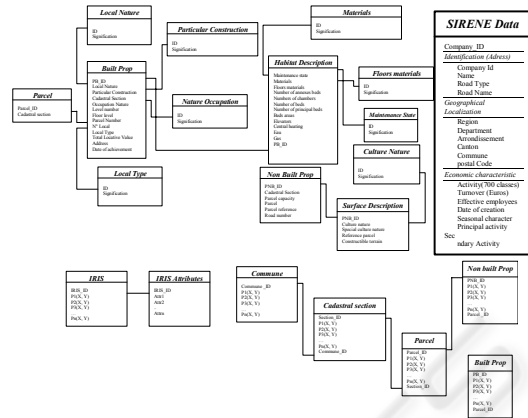 Local Nature
ID
Signification
Particular Construction
ID
Signification
Materials
ID
Signification
Built Prop
PB_ID
Local Nature
Particular Construction
Cadastral Section
Occupation Nature
Level number
Floor level
Parcel Number
N° Local
Local Type
Total Locative Value
Address
Date of achievement
Parcel
Parcel_ID
Cadastral section
Nature Occupation
ID
Signification
Local Type
ID
Signification
Habitat Description
Maintenance state
Materials
Floors materials
Number of annexed beds
Numbers of chambers
Number of beds
Number of principal beds
Beds areas
Elevators
Central heating
Eau
Gas
PB_ID
Floors materials
ID
Signification
Maintenance State
ID
Signification
Culture Nature
ID
Signification
Non Built Prop
PNB_ID
Cadastral Section
Parcel capacity
Parcel
Parcel reference
Road number
Surface Description
PNB_ID
Culture nature
Special culture nature
Reference parcel
Constructible terrain
SIRENE Data
Company_ID
Identification (Adress)
Company Id
Name
Road Type
Road Name
Geographical
Localization
Region
Department
Arrondissement
Canton
Commune
postal Code
Economic characteristic
Activity(700 classes)
Turnover (Euros)
Effective employees
Date of creation
Seasonal character
Principal activity
Sec
ndary Activity
IRIS
IRIS_ID
P1(X, Y)
P2(X, Y)
P3(X, Y)
Pn(X, Y)
IRIS Attributes
IRIS_ID
Attr1
Attr2
Attrn
Commune
Commune_ID
P1(X, Y)
P2(X, Y)
P3(X, Y)
Pn(X, Y)
Cadastral section
Section_ID
P1(X, Y)
P2(X, Y)
P3(X, Y)
Pn(X, Y)
Commune_ID
Parcel
Parcel_ID
P1(X, Y)
P2(X, Y)
P3(X, Y)
Pn(X, Y)
Section_ID
Non built Prop
PNB_ID
P1(X, Y)
P2(X, Y)
P3(X, Y)
Pn(X, Y)
Parcel_ID
Built Prop
PB_ID
P1(X, Y)
P2(X, Y)
P3(X, Y)
Pn(X, Y)
Parcel_ID